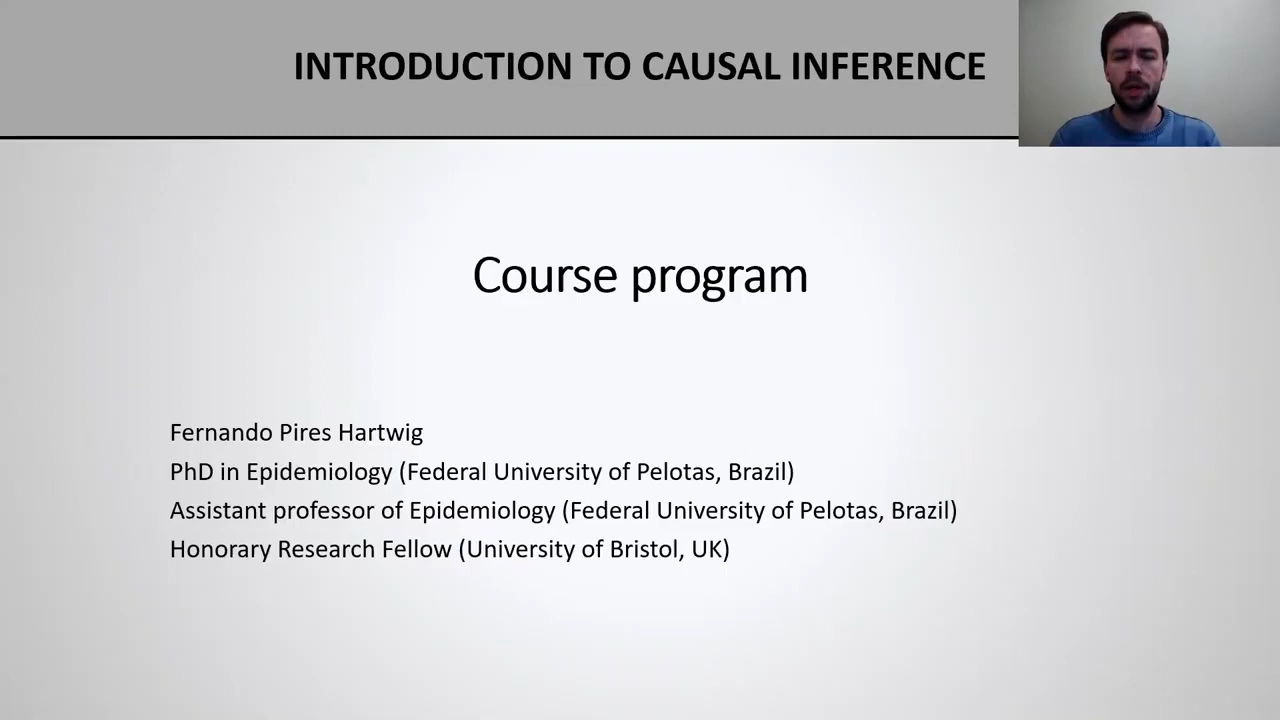 INTRODUCTION TO CAUSAL INFERENCE
Course program
Fernando Pires Hartwig
PhD in Epidemiology (Federal University of Pelotas, Brazil)
Assistant professor of Epidemiology (Federal University of Pelotas, Brazil)
Honorary Research Fellow (University of Bristol, UK)